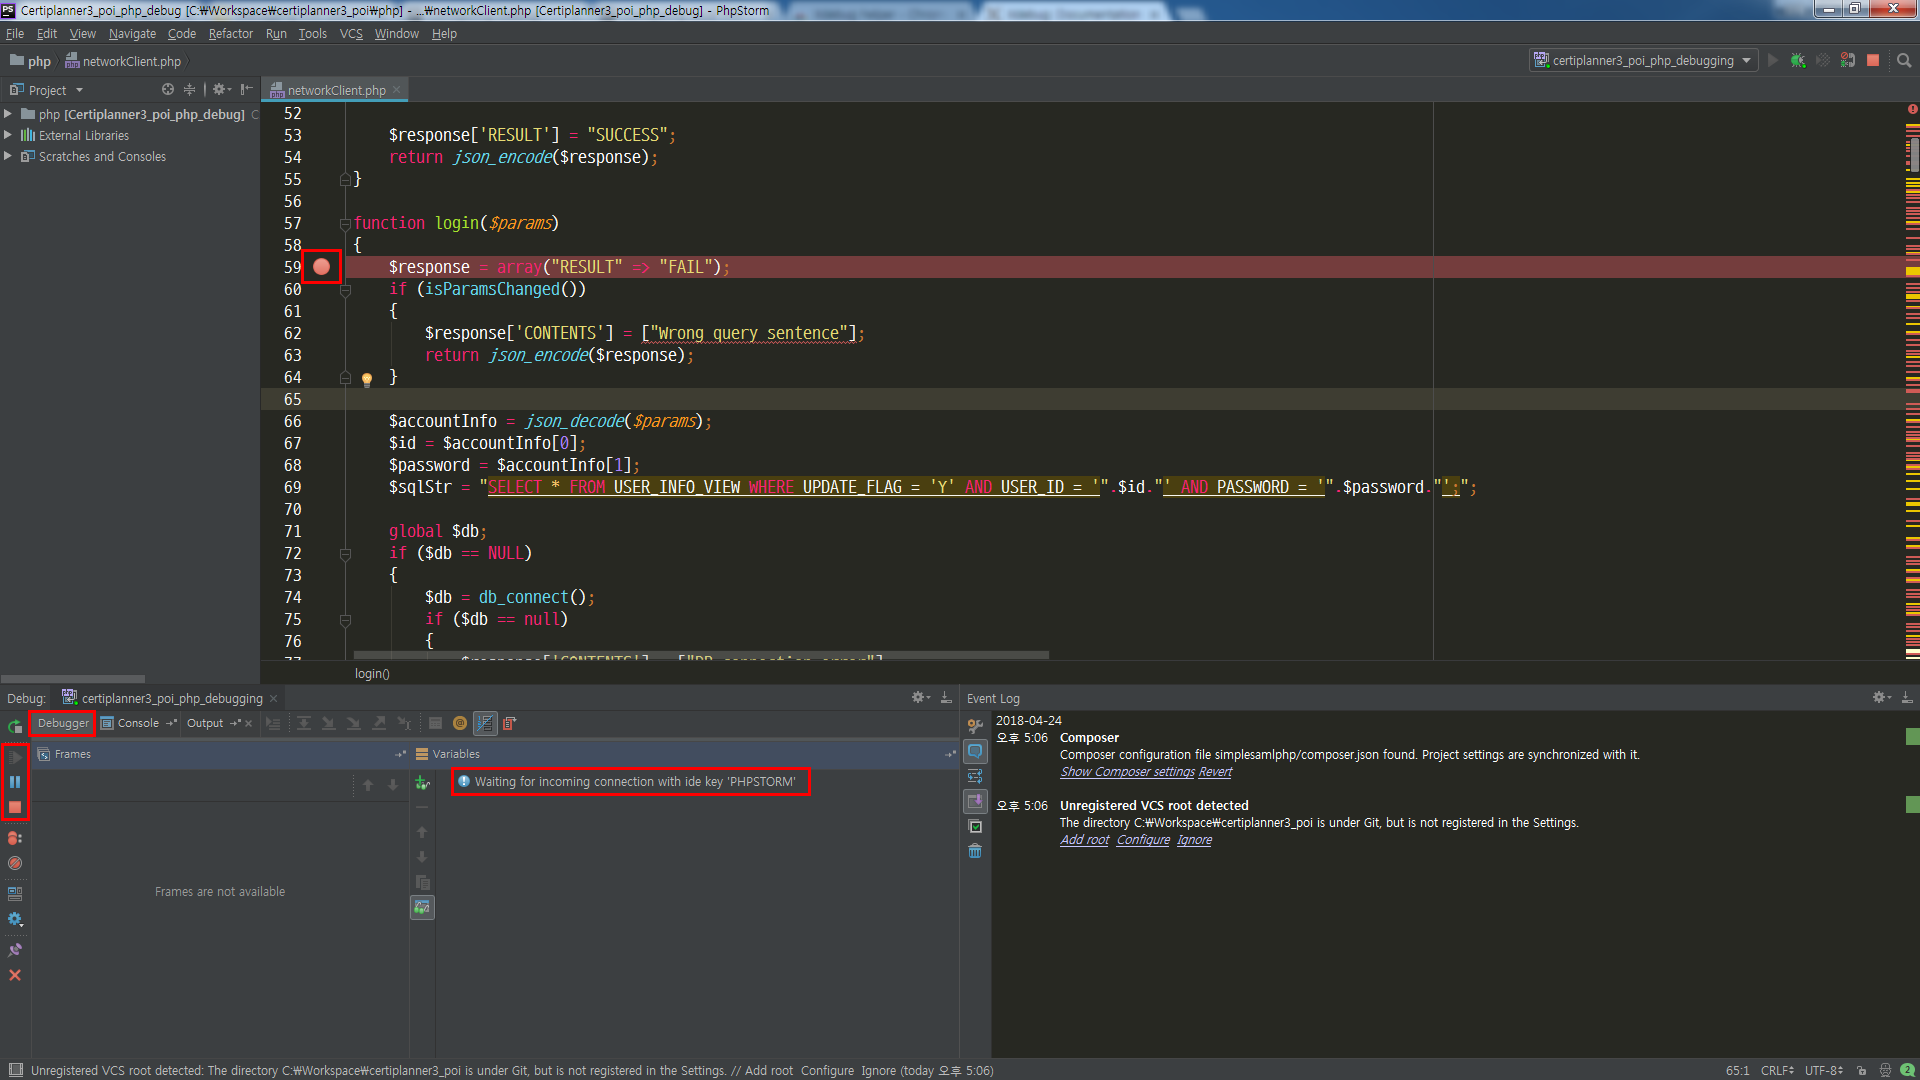 PS Certiplanner3_poi_php_debug [C:₩Workspace₩certiplanner3_poi₩php] - ...₩networkClient.php [Certiplanner3_poi_php_debug] - PhpStorm
File Edit View Navigate Code Refactor Run Tools VCS Window Help
php networkClient.php
certiplanner3_poi_php_debugging
Project
networkClient.php
php [Certiplanner3_poi_php_debug] C
External Libraries
Scratches and Consoles
52
53 $response['RESULT'] = "SUCCESS";
54 return json_encode($response);
55 }
56
57 function login($params)
58 {
59 $response = array("RESULT" => "FAIL");
60 if (isParamsChanged())
61 {
62 $response['CONTENTS'] = ["Wrong query sentence"];
63 return json_encode($response);
64 }
65
66 $accountInfo = json_decode($params);
67 $id = $accountInfo[0];
68 $password = $accountInfo[1];
69 $sqlStr = "SELECT * FROM USER_INFO_VIEW WHERE UPDATE_FLAG = 'Y' AND USER_ID = '".$id."' AND PASSWORD = '".$password."';";
70
71 global $db;
72 if ($db == NULL)
73 {
74 $db = db_connect();
75 if ($db == null)
76 {
77 $response['CONTENTS'] = ["DB connection error"]
login()
Debug: certiplanner3_poi_php_debugging
Debugger Console Output
Frames
Variables
Waiting for incoming connection with ide key 'PHPSTORM'
Frames are not available
Event Log
2018-04-24
오후 5:06 Composer
Composer configuration file simplesamlphp/composer.json found. Project settings are synchronized with it.
Show Composer settings Revert
오후 5:06 Unregistered VCS root detected
The directory C:₩Workspace₩certiplanner3_poi is under Git, but is not registered in the Settings.
Add root Configure Ignore
Unregistered VCS root detected: The directory C:₩Workspace₩certiplanner3_poi is under Git, but is not registered in the Settings. // Add root Configure Ignore (today 오후 5:06)
65:1 CRLF UTF-8 2